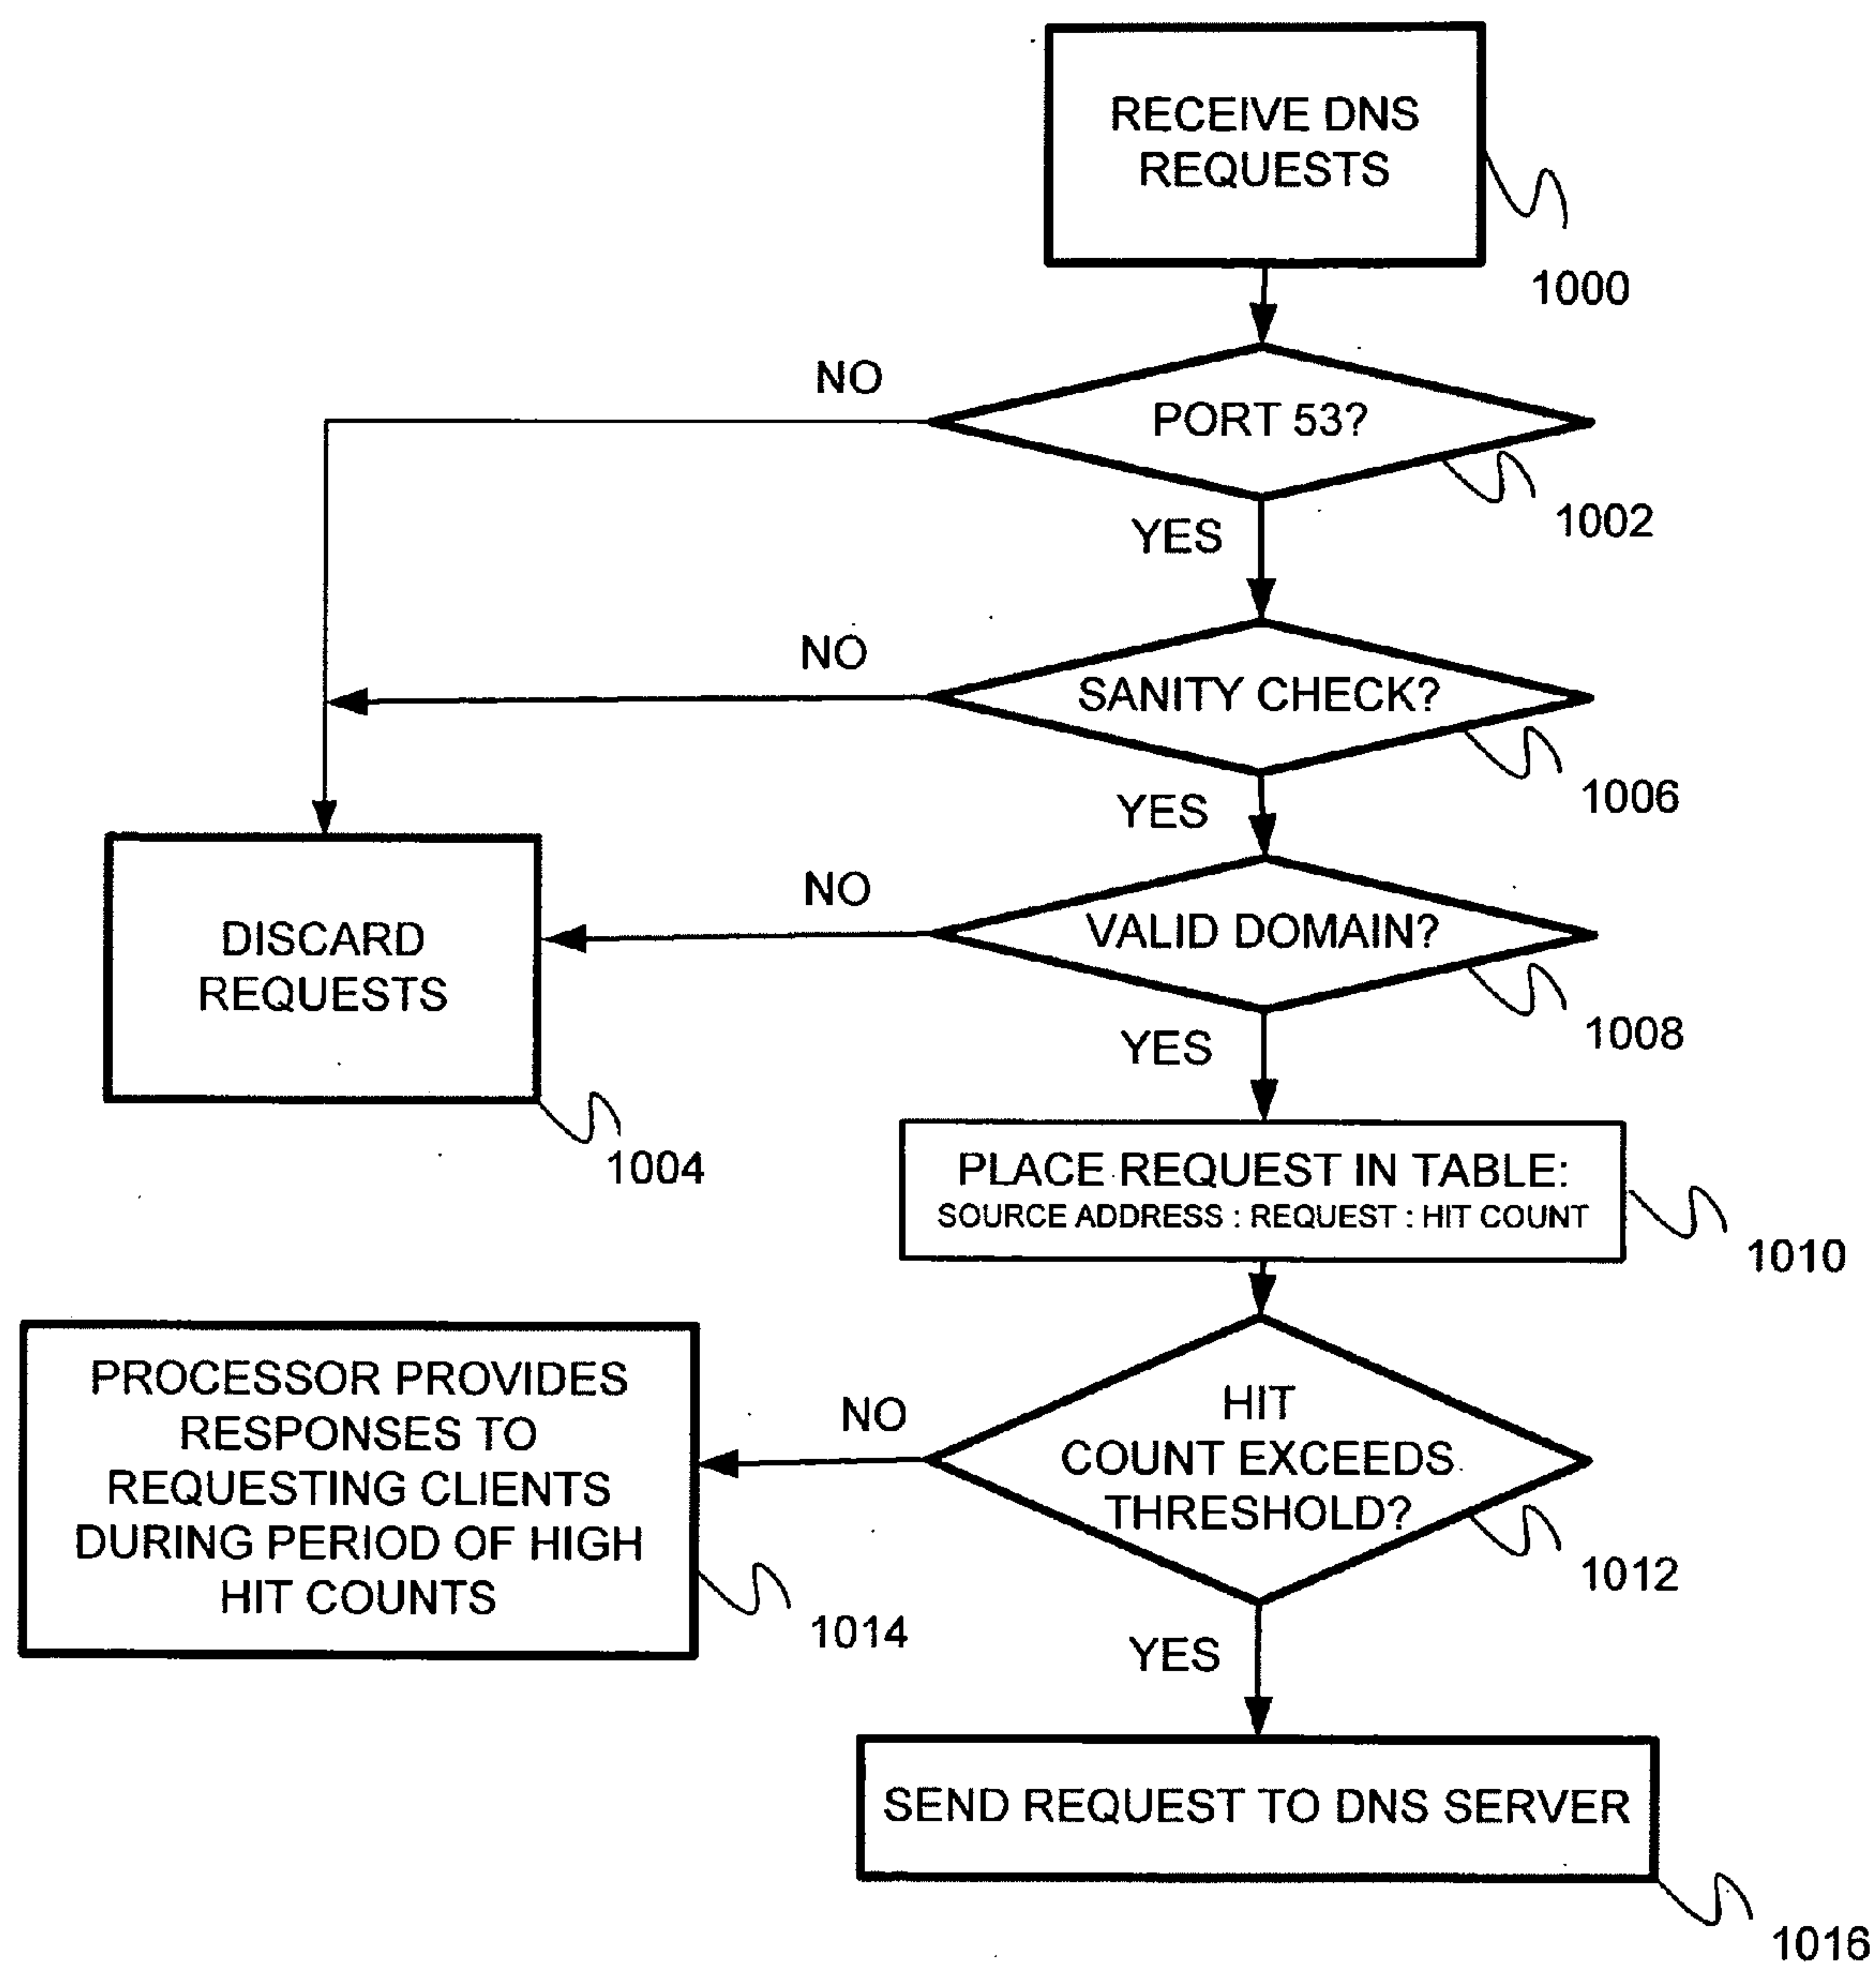 RECEIVE DNS
REQUESTS
1000
NO
PORT 53?
1002
YES
NO
SANITY CHECK?
1006
YES
NO
VALID DOMAIN?
1008
DISCARD
REQUESTS
1004
YES
PLACE REQUEST IN TABLE:
SOURCE ADDRESS : REQUEST : HIT COUNT
1010
PROCESSOR PROVIDES
RESPONSES TO
REQUESTING CLIENTS
DURING PERIOD OF HIGH
HIT COUNTS
1014
NO
HIT
COUNT EXCEEDS
THRESHOLD?
1012
YES
SEND REQUEST TO DNS SERVER
1016